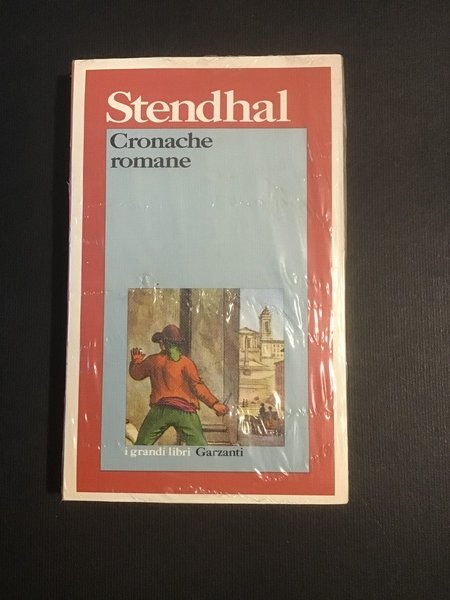 Stendhal
Cronache
romane
i grandi libri Garzanti